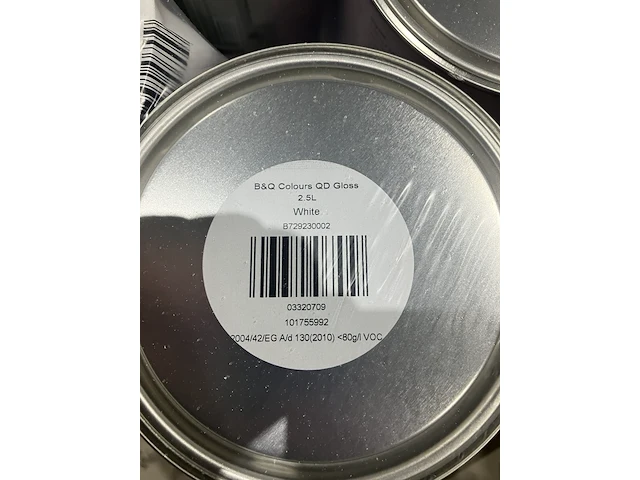 B&Q Colours QD Gloss
2.5L
White
B729230002
03320709
101755992
2004/42/EG A/d 130(2010) <80g/l VOC